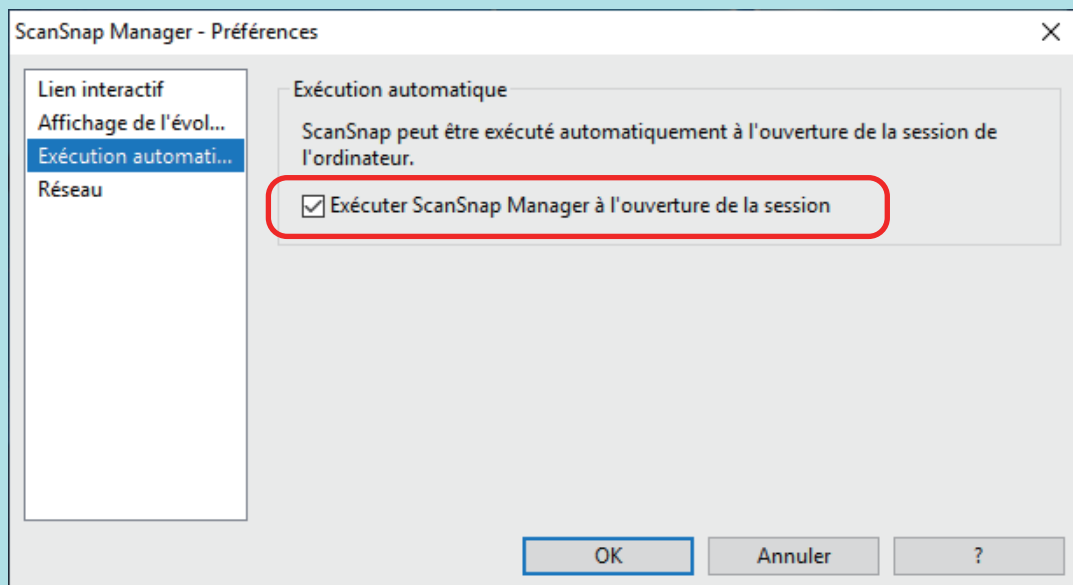 ScanSnap Manager - Préférences
Lien interactif
Affichage de l'évol...
Exécution automati...
Réseau
Exécution automatique
ScanSnap peut être exécuté automatiquement à l'ouverture de la session de
l'ordinateur.
Exécuter ScanSnap Manager à l'ouverture de la session
OK
Annuler
?